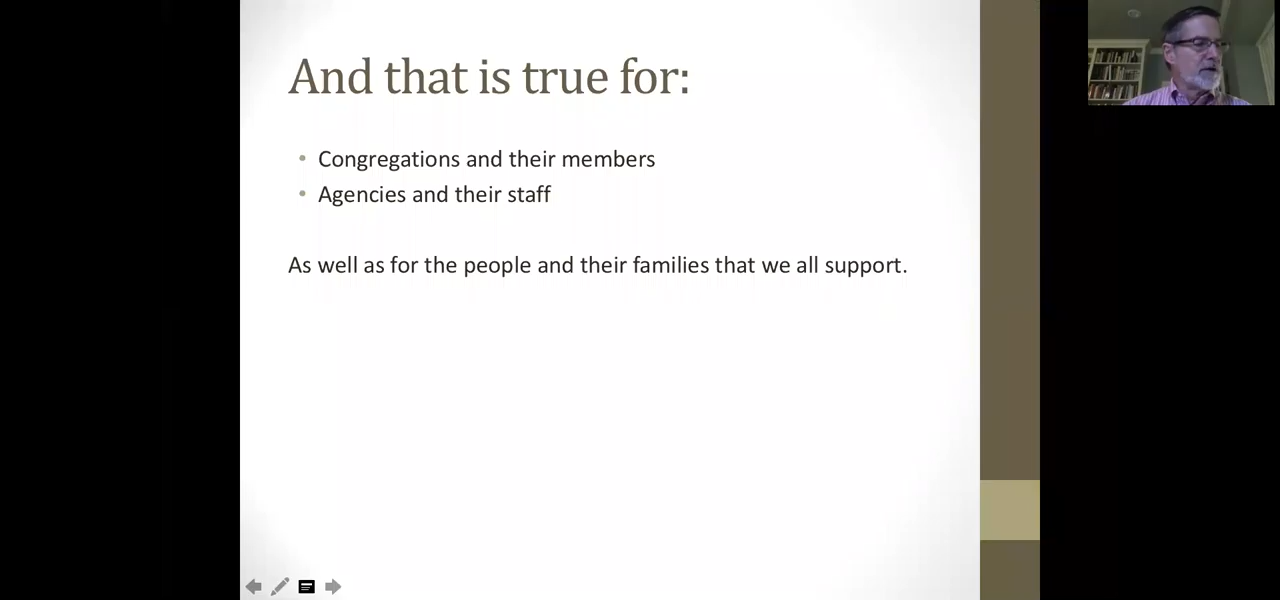 And that is true for:
• Congregations and their members
• Agencies and their staff
As well as for the people and their families that we all support.